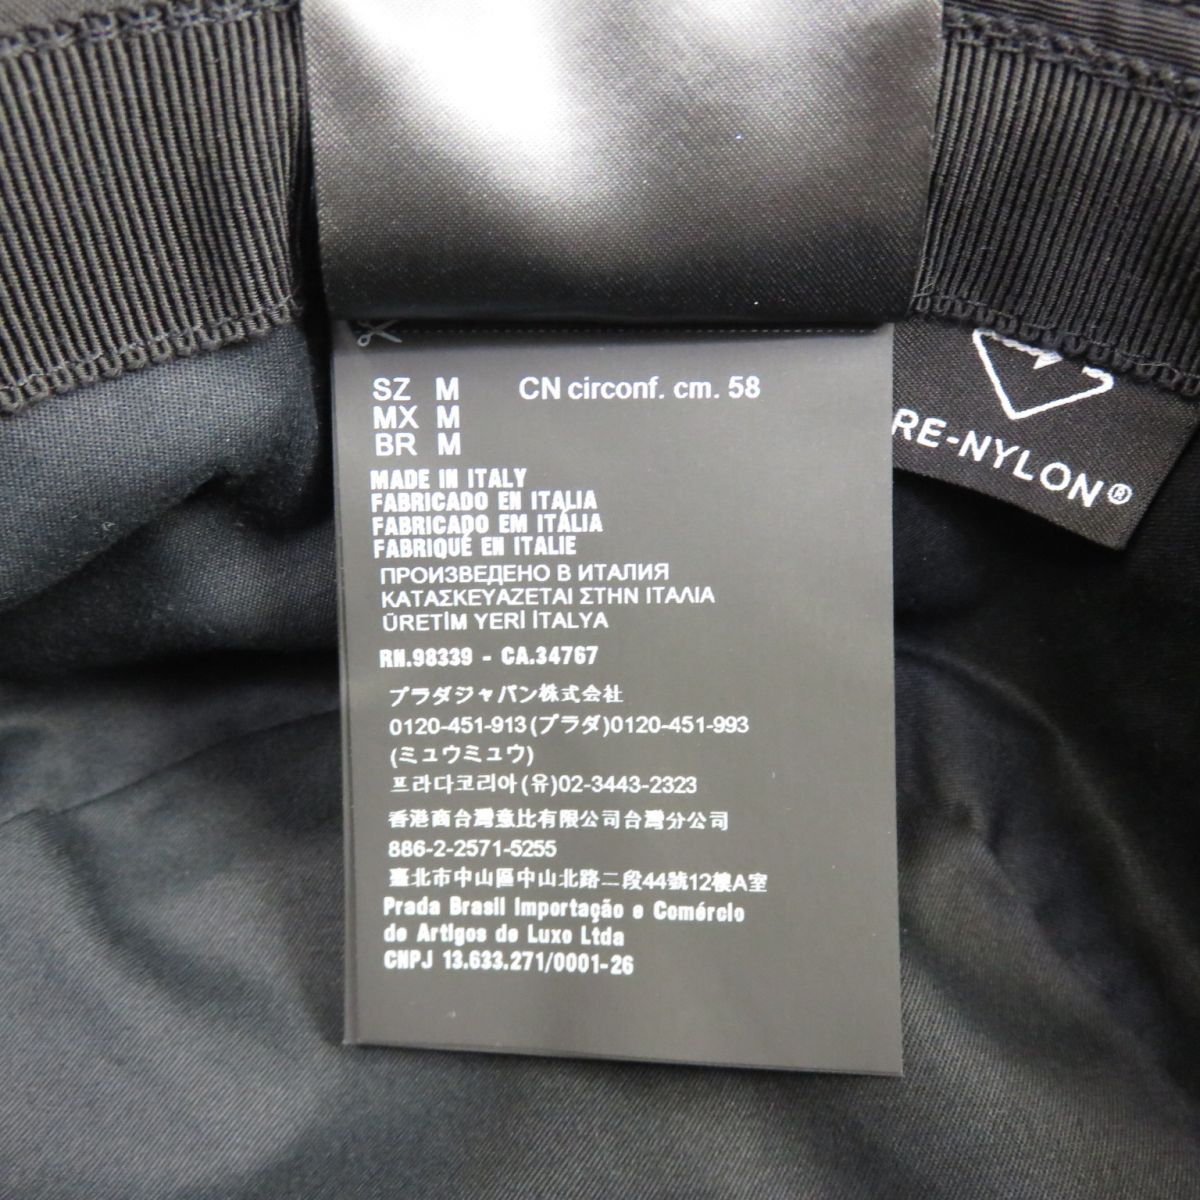 SZ M CN circonf. cm. 58
MX M
BR M
MADE IN ITALY
FABRICADO EN ITALIA
FABRICADO EM ITÁLIA
FABRIQUÉ EN ITALIE
ПРОИЗВЕДЕНО В ИТАЛИЯ
ΚΑΤΑΣΚΕΥΑΖΕΤΑΙ ΣΤΗΝ ΙΤΑΛΙΑ
ÜRETİM YERİ İTALYA
RN.98339 - CA.34767
プラダジャパン株式会社
0120-451-913(プラダ)0120-451-993
(ミュウミュウ)
프라다코리아(유)02-3443-2323
香港商台灣意比有限公司台灣分公司
886-2-2571-5255
臺北市中山區中山北路二段44號12樓A室
Prada Brasil Importação e Comércio
de Artigos de Luxo Ltda
CNPJ 13.633.271/0001-26
RE-NYLON®